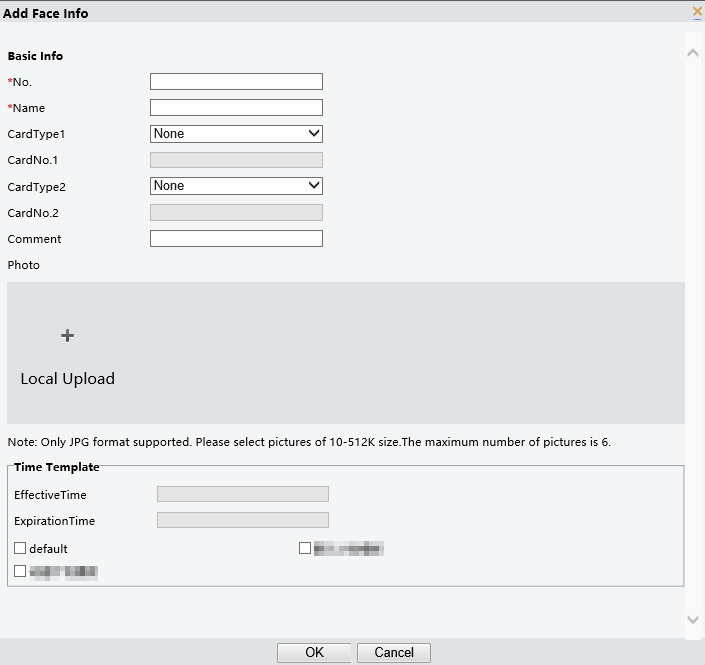 Add Face Info
Basic Info
*No.
*Name
CardType1 None
CardNo.1
CardType2 None
CardNo.2
Comment
Photo
+
Local Upload
Note: Only JPG format supported. Please select pictures of 10-512K size.The maximum number of pictures is 6.
Time Template
EffectiveTime
ExpirationTime
default
OK Cancel